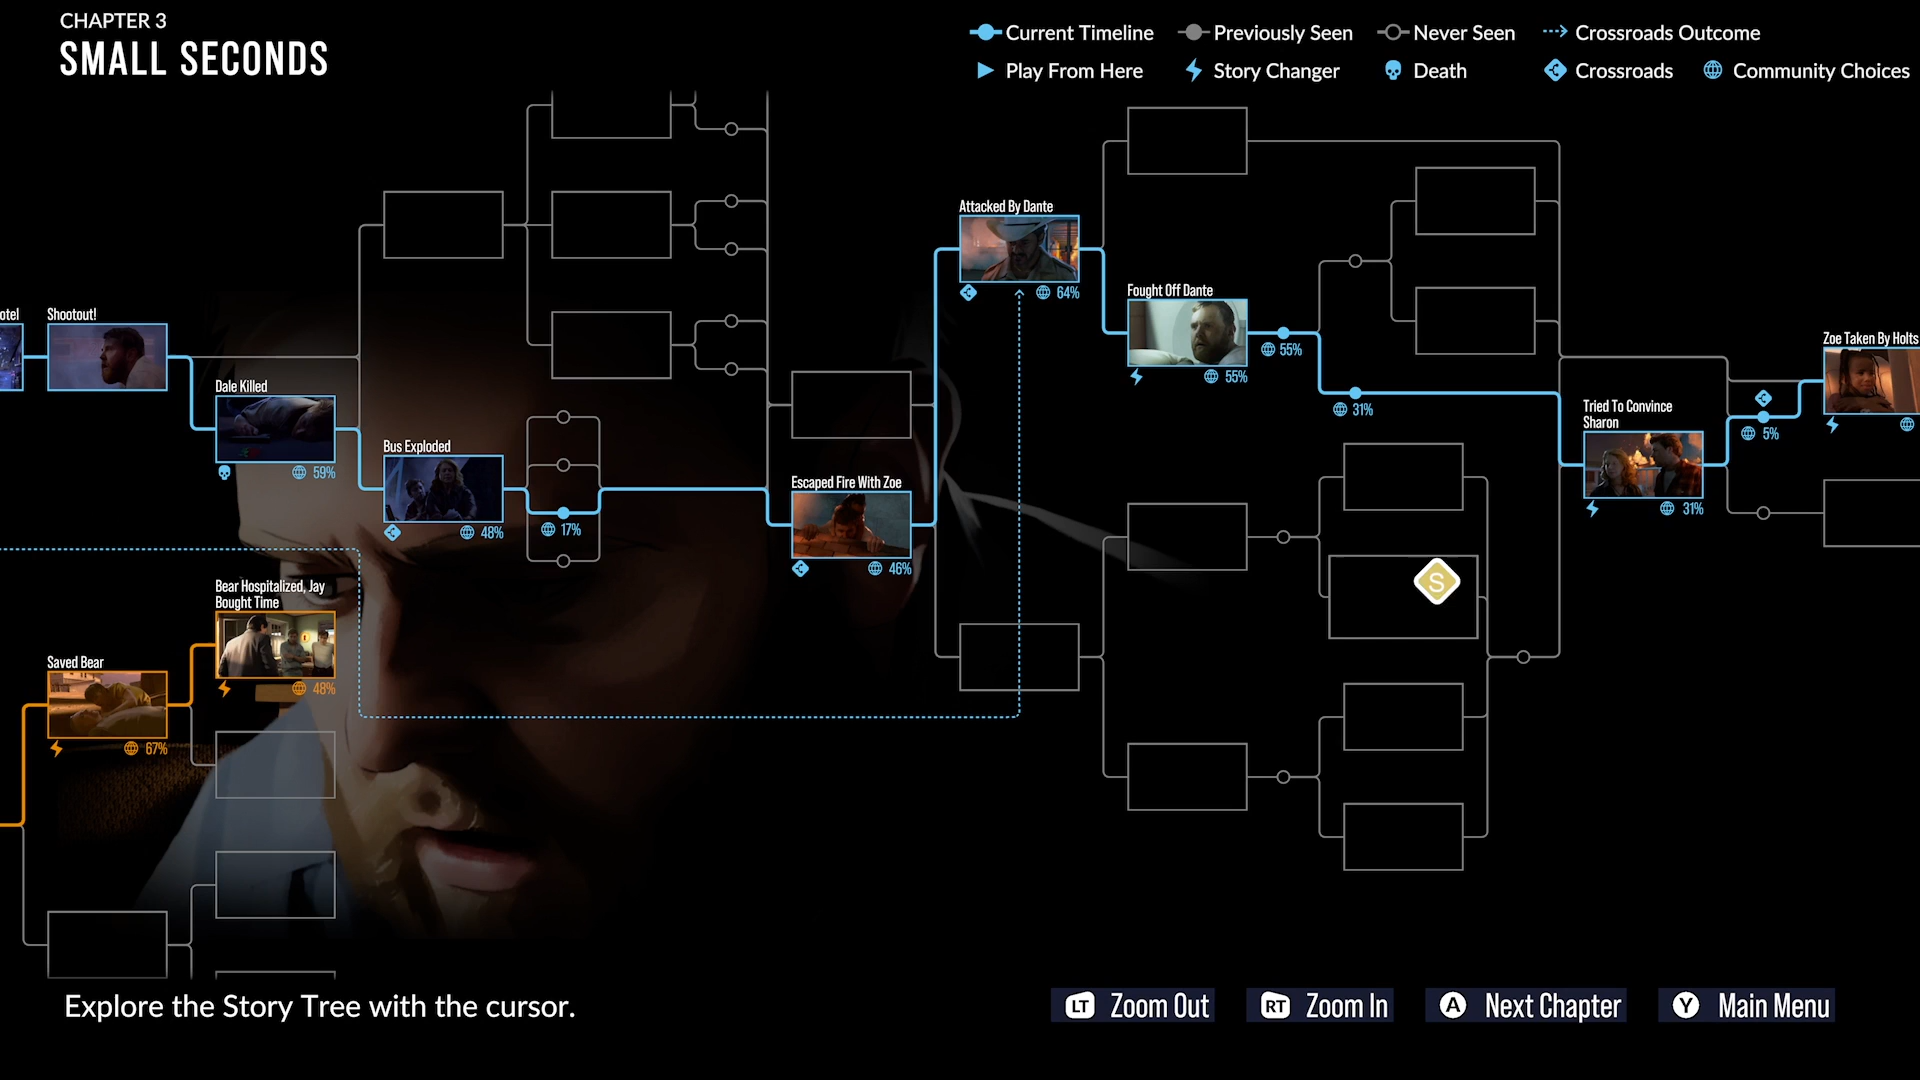 CHAPTER 3
SMALL SECONDS
Current Timeline
Previously Seen
Never Seen
Crossroads Outcome
Play From Here
Story Changer
Death
Crossroads
Community Choices
otel
Shootout!
Dale Killed
59%
Bus Exploded
48%
17%
Escaped Fire With Zoe
46%
Attacked By Dante
64%
Fought Off Dante
55%
55%
31%
Tried To Convince
Sharon
31%
5%
Zoe Taken By Holts
Bear Hospitalized, Jay
Bought Time
48%
Saved Bear
67%
S
Explore the Story Tree with the cursor.
LT Zoom Out
RT Zoom In
A Next Chapter
Y Main Menu